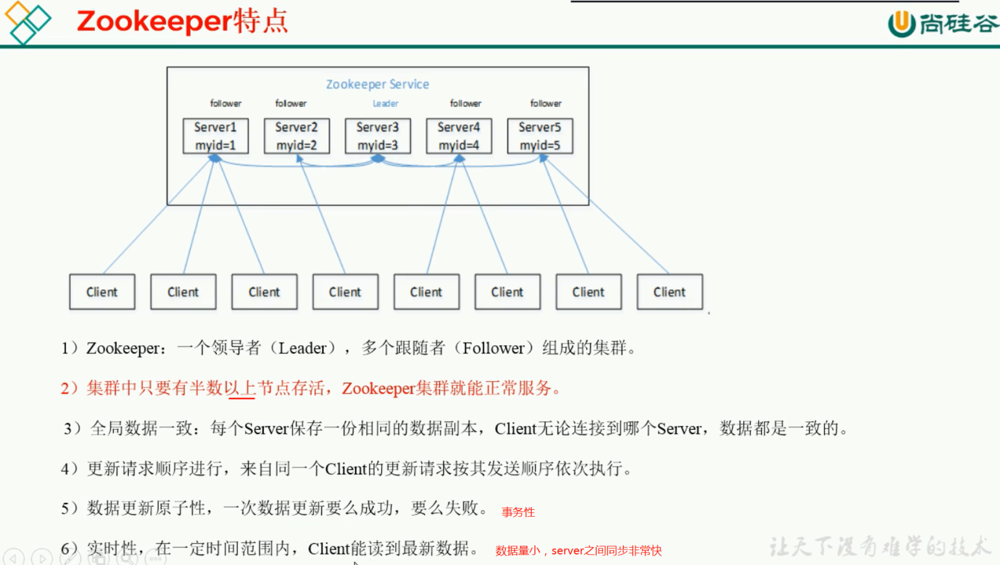 Zookeeper特点
尚硅谷
Zookeeper Service
follower follower Leader follower follower
Server1 Server2 Server3 Server4 Server5
myid=1 myid=2 myid=3 myid=4 myid=5
Client Client Client Client Client Client Client Client
1）Zookeeper：一个领导者（Leader），多个跟随者（Follower）组成的集群。
2）集群中只要有半数以上节点存活，Zookeeper集群就能正常服务。
3）全局数据一致：每个Server保存一份相同的数据副本，Client无论连接到哪个Server，数据都是一致的。
4）更新请求顺序进行，来自同一个Client的更新请求按其发送顺序依次执行。
5）数据更新原子性，一次数据更新要么成功，要么失败。 事务性
6）实时性，在一定时间范围内，Client能读到最新数据。 数据量小，server之间同步非常快
让天下没有难学的技术